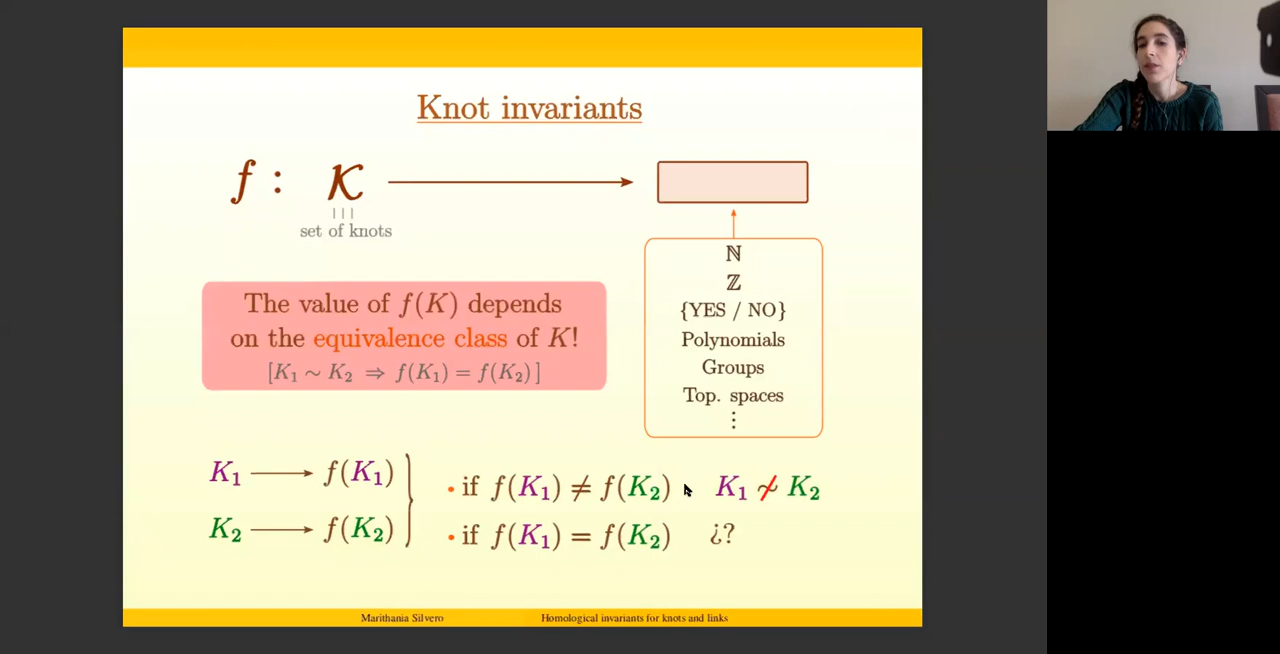 Knot invariants
f : 𝒦
set of knots
ℕ
ℤ
{YES / NO}
Polynomials
Groups
Top. spaces
⋮
The value of f(K) depends
on the equivalence class of K!
[K₁ ∼ K₂ ⇒ f(K₁) = f(K₂)]
K₁ ⟶ f(K₁)
K₂ ⟶ f(K₂)
• if f(K₁) ≠ f(K₂) K₁ ≁ K₂
• if f(K₁) = f(K₂) ¿?
Marithania Silvero Homological invariants for knots and links